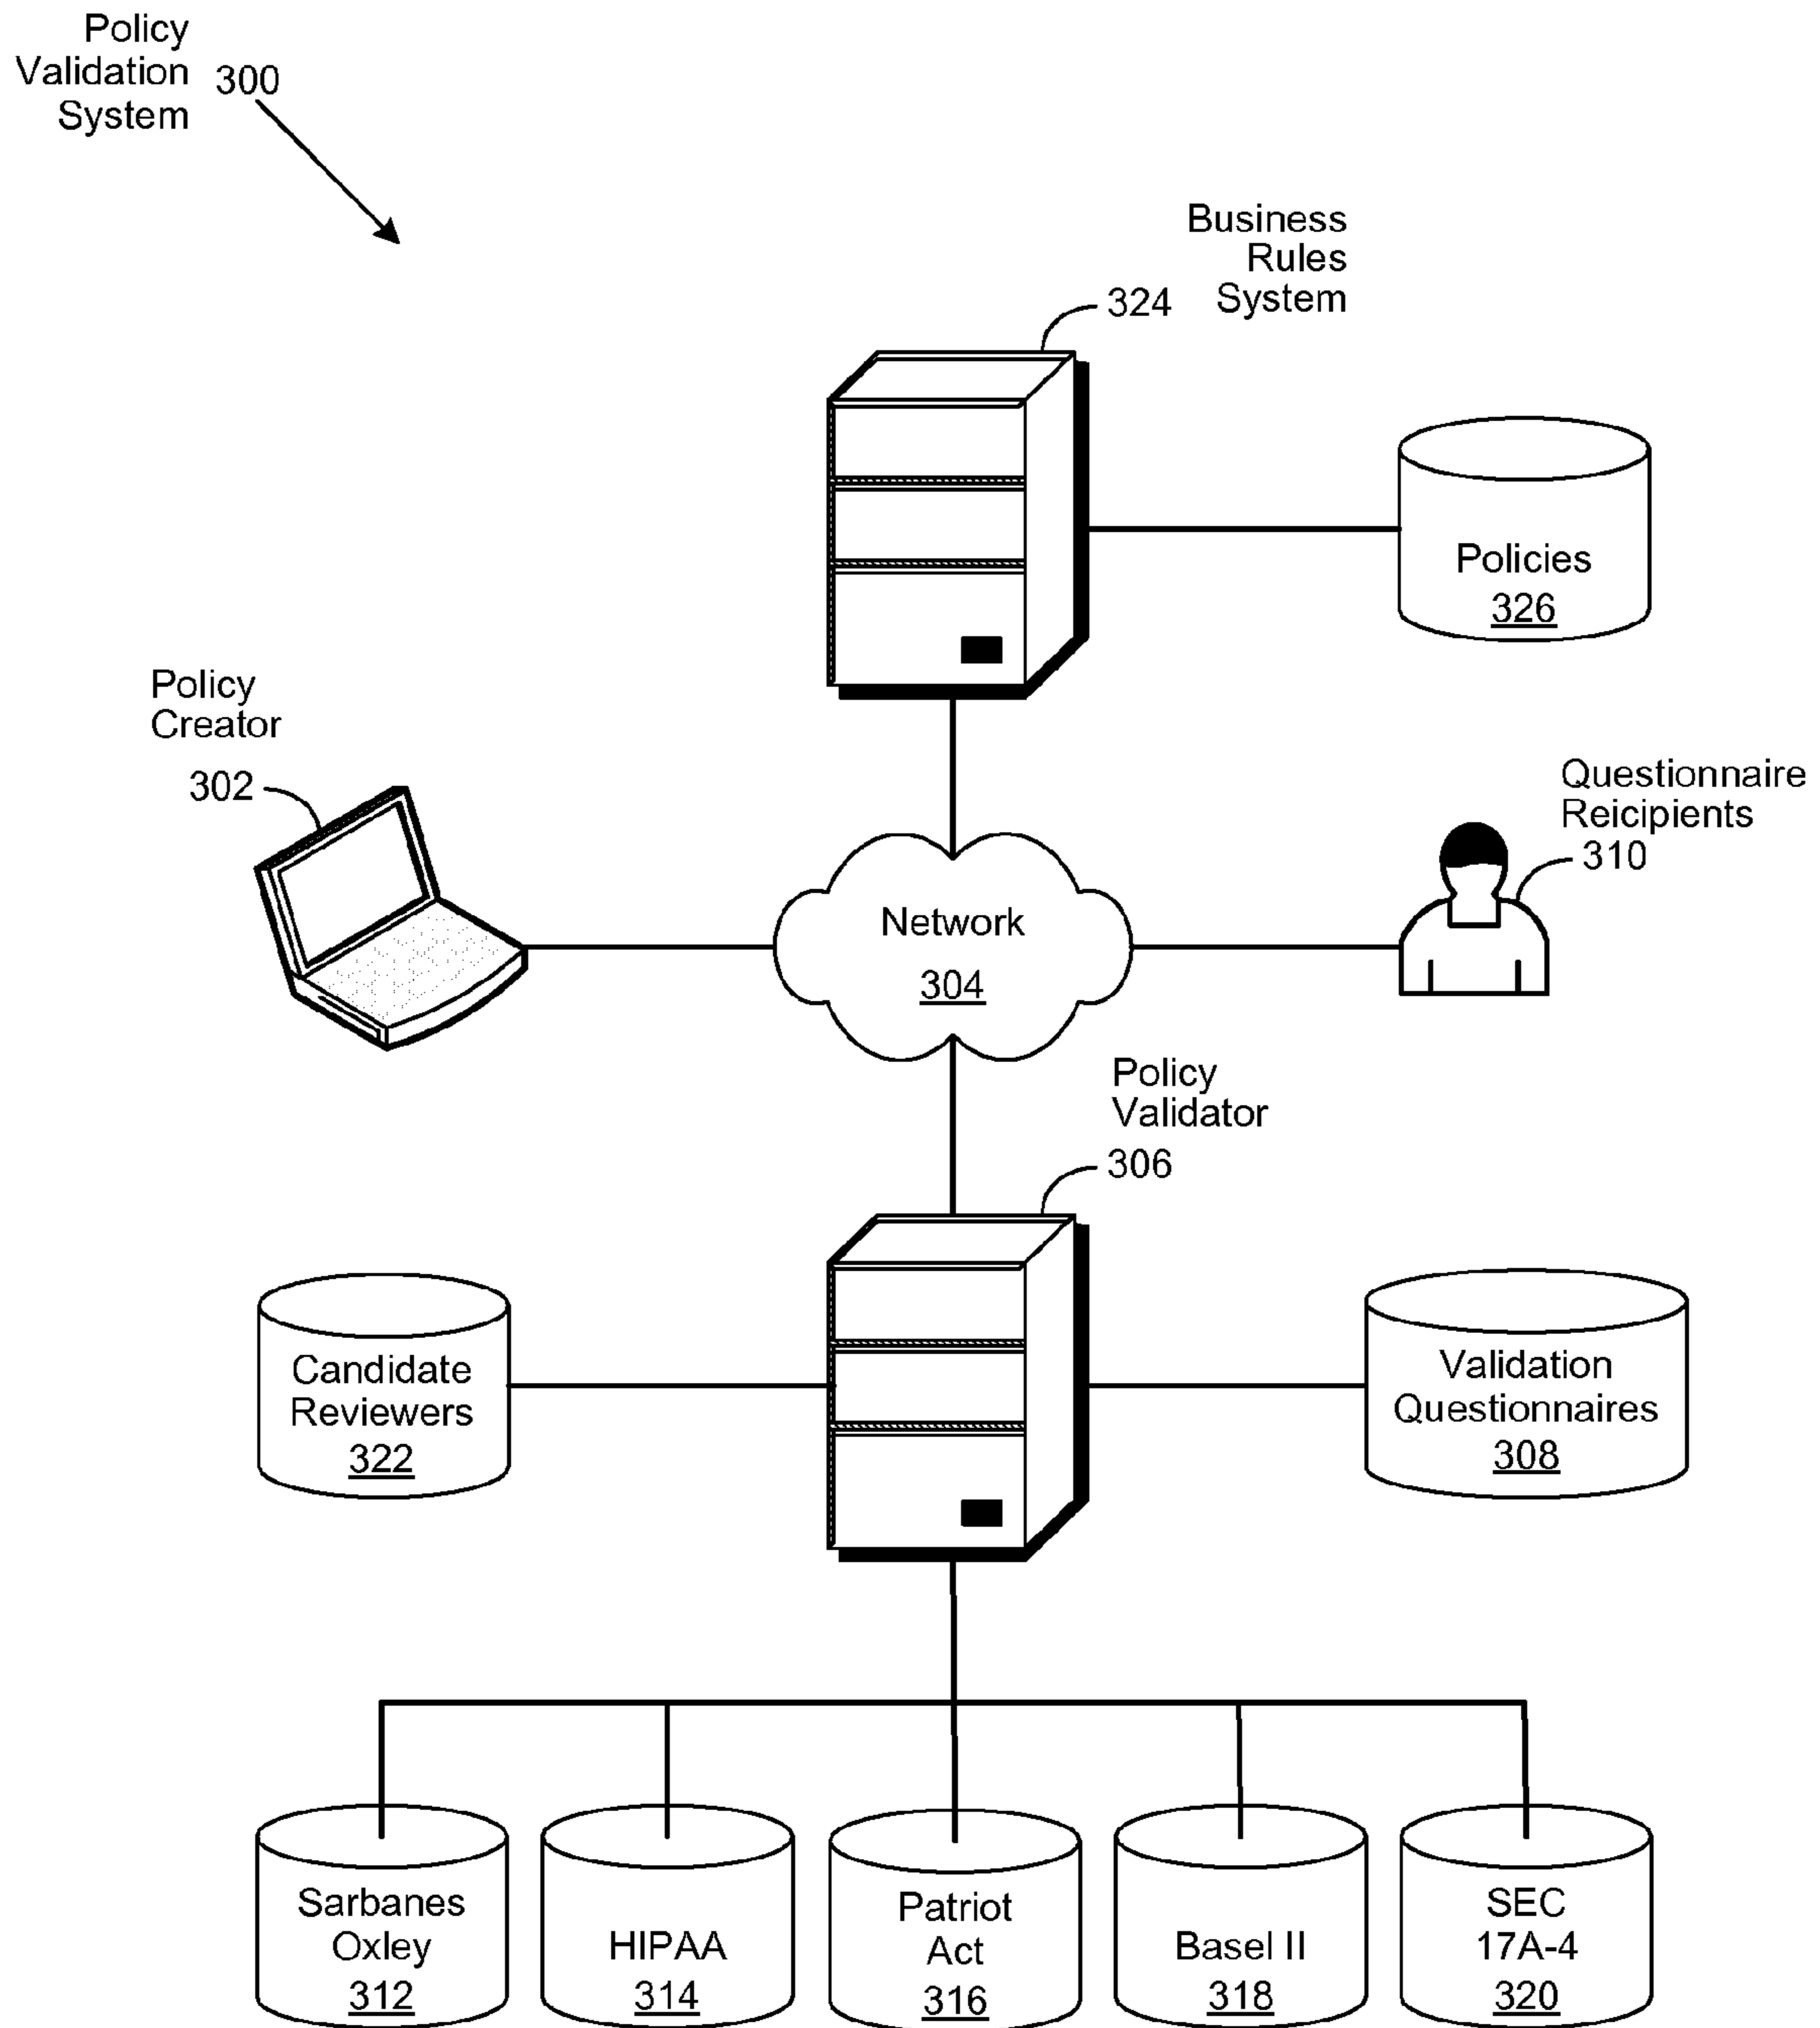 Policy
Validation
System
300
Business
Rules
System
324
Policies
326
Policy
Creator
302
Questionnaire
Reicipients
310
Network
304
Policy
Validator
306
Candidate
Reviewers
322
Validation
Questionnaires
308
Sarbanes
Oxley
312
HIPAA
314
Patriot
Act
316
Basel II
318
SEC
17A-4
320